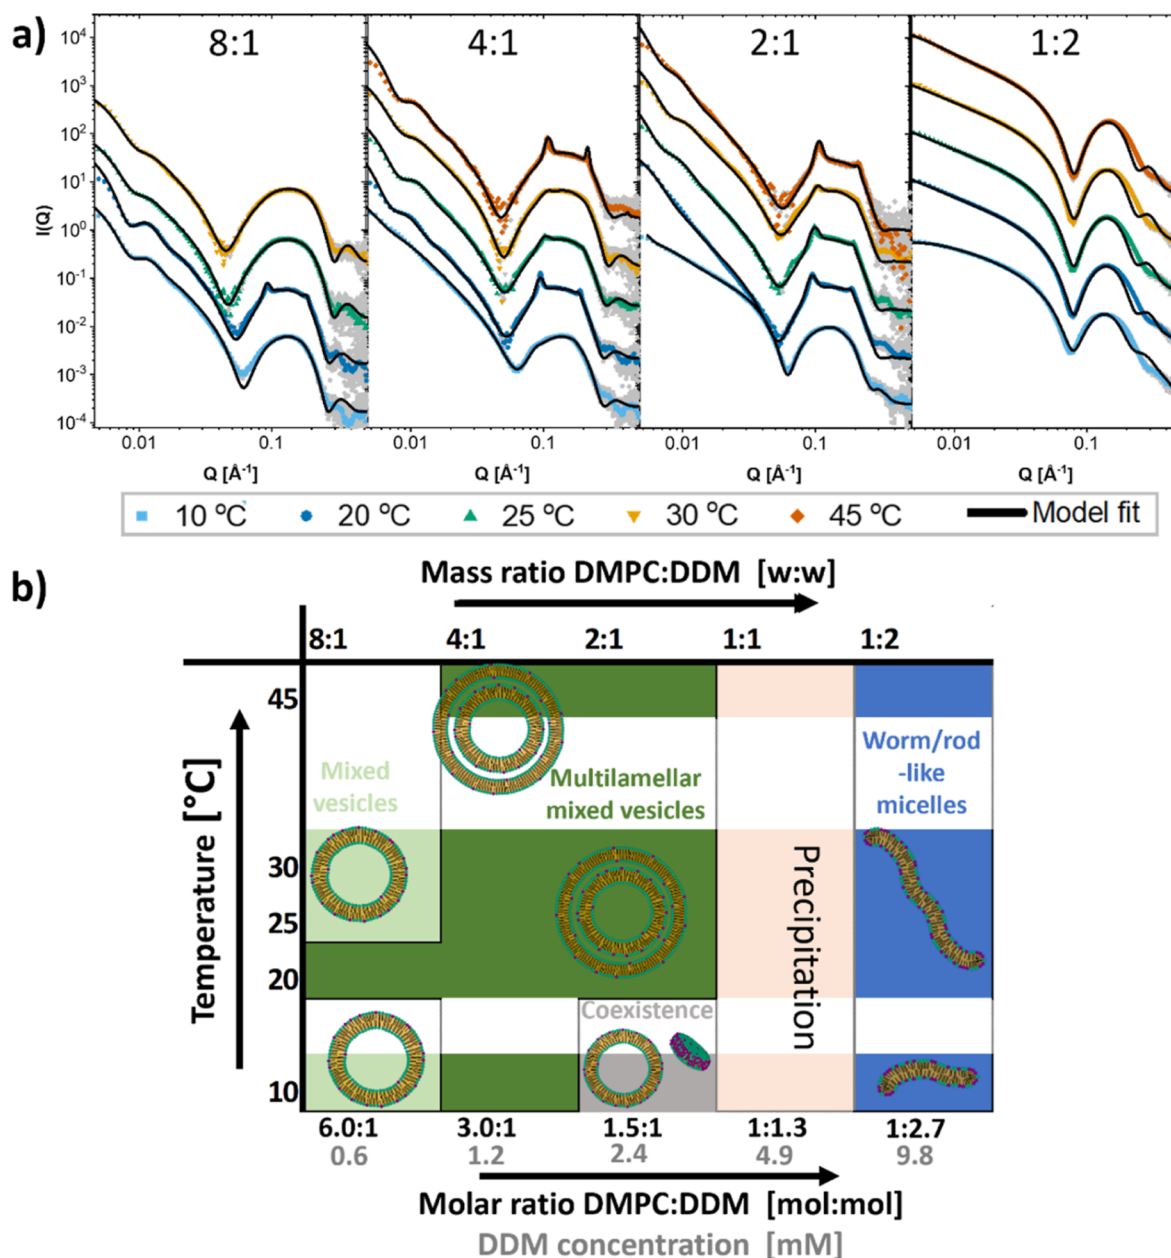 a)
8:1 4:1 2:1 1:2
10⁴
10³
10²
10¹
10⁰
10⁻¹
10⁻²
10⁻³
10⁻⁴
I(Q)
0.01 0.1 0.01 0.1 0.01 0.1 0.01 0.1
Q [Å⁻¹] Q [Å⁻¹] Q [Å⁻¹] Q [Å⁻¹]
10 ºC 20 ºC 25 ºC 30 ºC 45 ºC Model fit
b)
Mass ratio DMPC:DDM [w:w]
8:1 4:1 2:1 1:1 1:2
Temperature [°C]
45
30
25
20
10
Mixed
vesicles
Multilamellar
mixed vesicles
Worm/rod
-like
micelles
Precipitation
Coexistence
6.0:1 3.0:1 1.5:1 1:1.3 1:2.7
0.6 1.2 2.4 4.9 9.8
Molar ratio DMPC:DDM [mol:mol]
DDM concentration [mM]